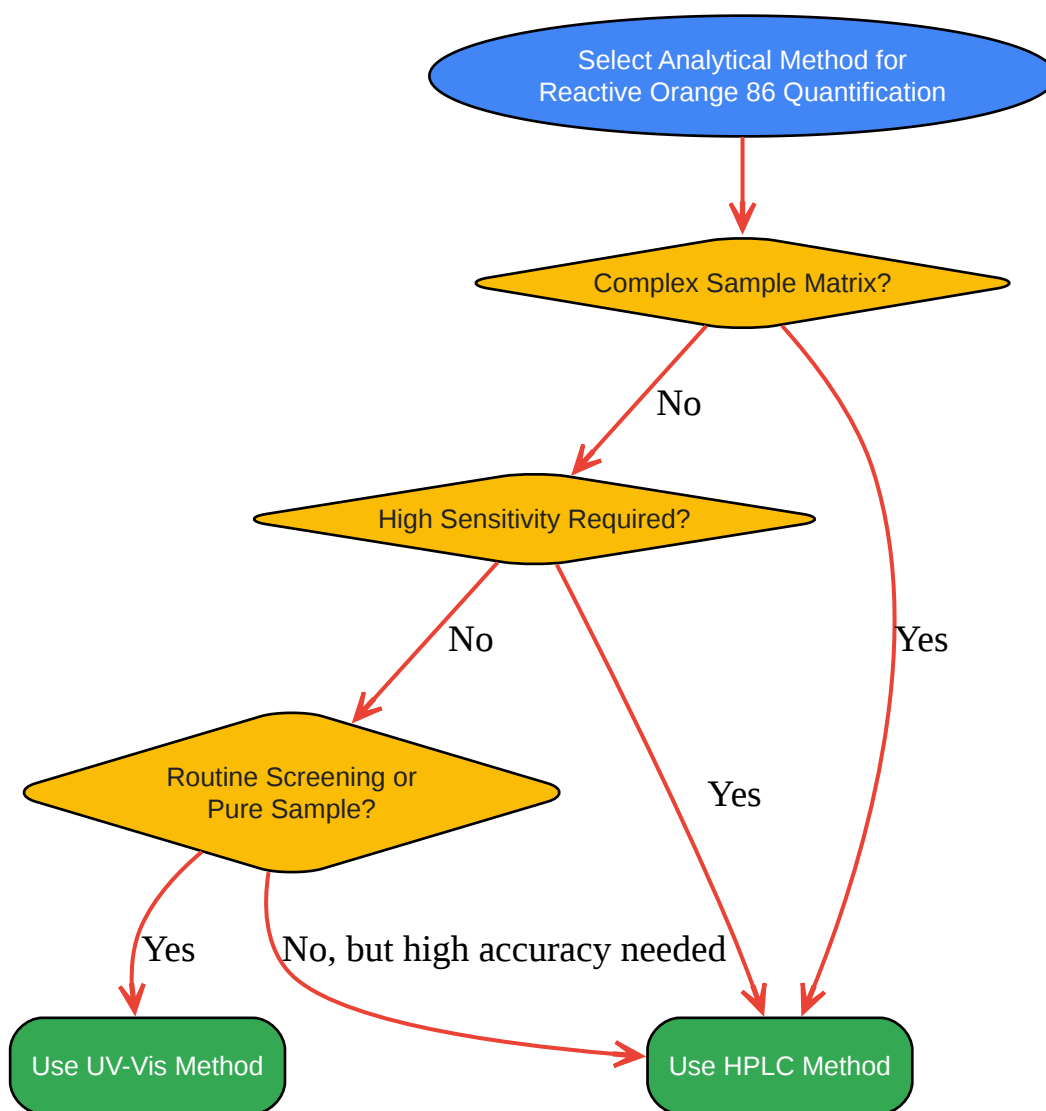 Select Analytical Method for
Reactive Orange 86 Quantification
Complex Sample Matrix?
No
High Sensitivity Required?
No
Yes
Routine Screening or
Pure Sample?
Yes
Yes
No, but high accuracy needed
Use UV-Vis Method
Use HPLC Method